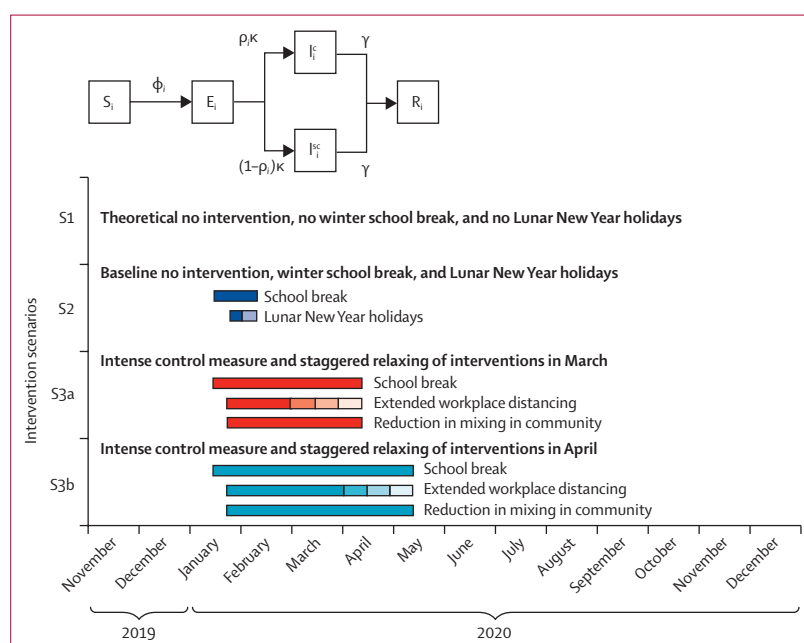 ρᵢκ
Iᵢᶜ
γ
Sᵢ
ϕᵢ
Eᵢ
Rᵢ
(1–ρᵢ)κ
Iᵢˢᶜ
γ
Intervention scenarios
S1
Theoretical no intervention, no winter school break, and no Lunar New Year holidays
S2
Baseline no intervention, winter school break, and Lunar New Year holidays
School break
Lunar New Year holidays
S3a
Intense control measure and staggered relaxing of interventions in March
School break
Extended workplace distancing
Reduction in mixing in community
S3b
Intense control measure and staggered relaxing of interventions in April
School break
Extended workplace distancing
Reduction in mixing in community
November
December
January
February
March
April
May
June
July
August
September
October
November
December
2019
2020